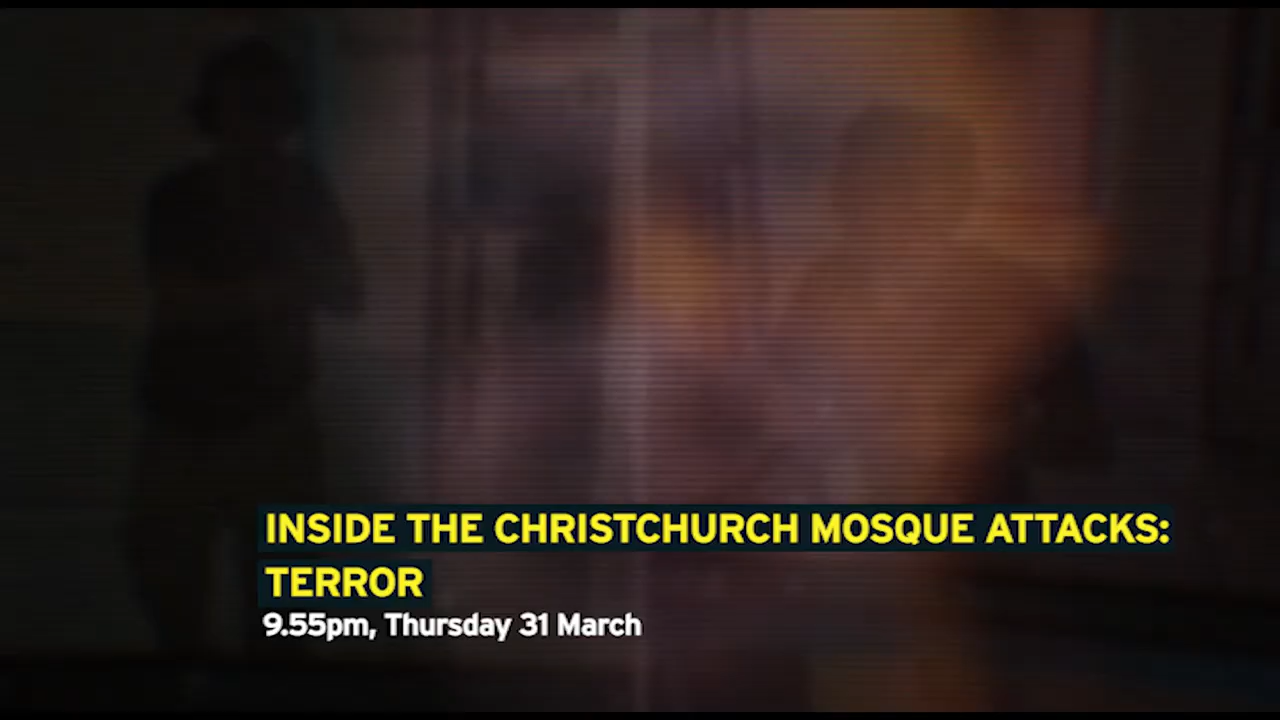 INSIDE THE CHRISTCHURCH MOSQUE ATTACKS:
TERROR
9.55pm, Thursday 31 March